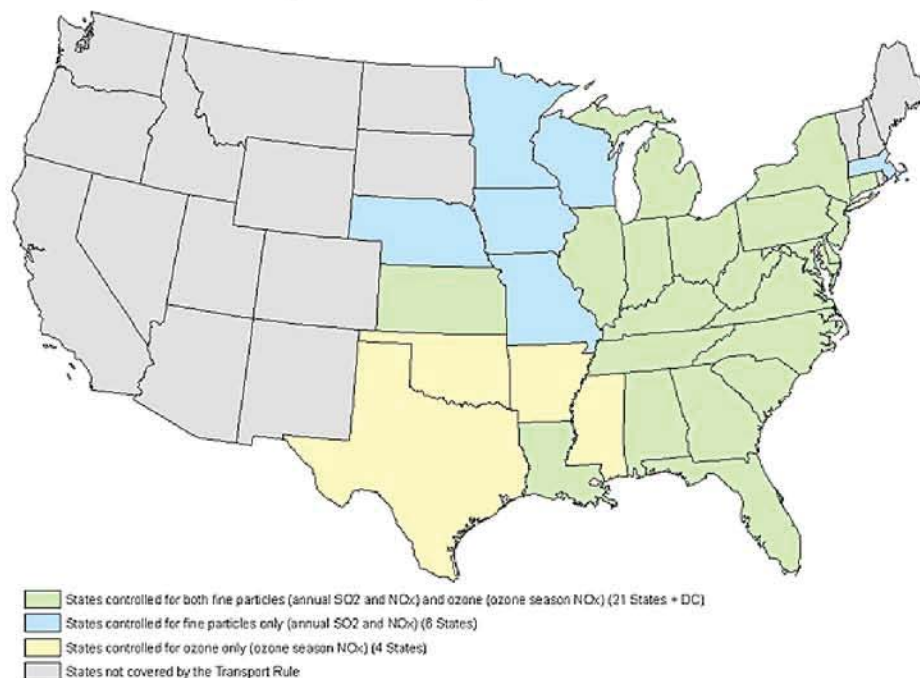 States controlled for both fine particles (annual SO2 and NOx) and ozone (ozone season NOx) (21 States + DC)
States controlled for fine particles only (annual SO2 and NOx) (6 States)
States controlled for ozone only (ozone season NOx) (4 States)
States not covered by the Transport Rule